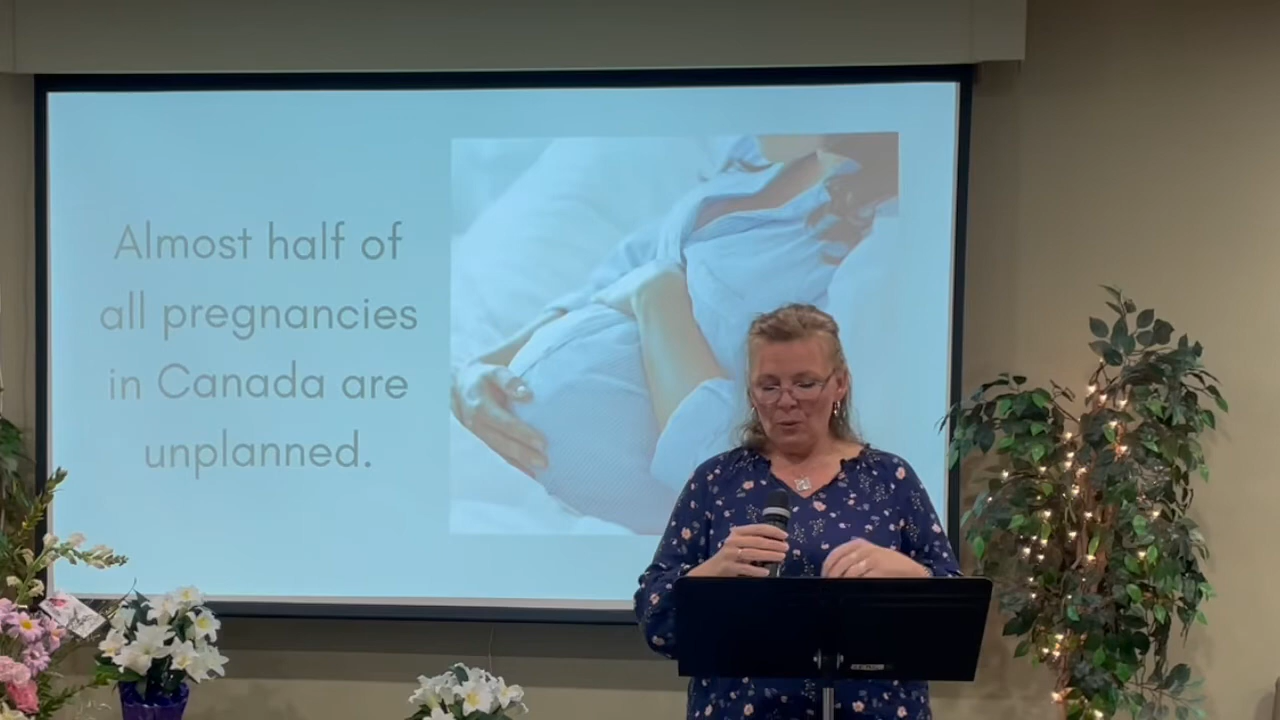 Almost half of
all pregnancies
in Canada are
unplanned.